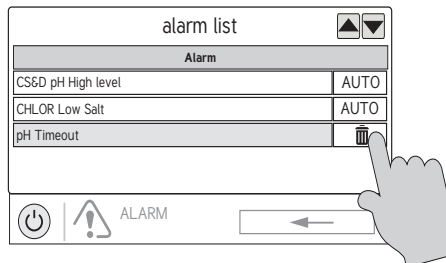 alarm list
Alarm
CS&D pH High level AUTO
CHLOR Low Salt AUTO
pH Timeout
ALARM